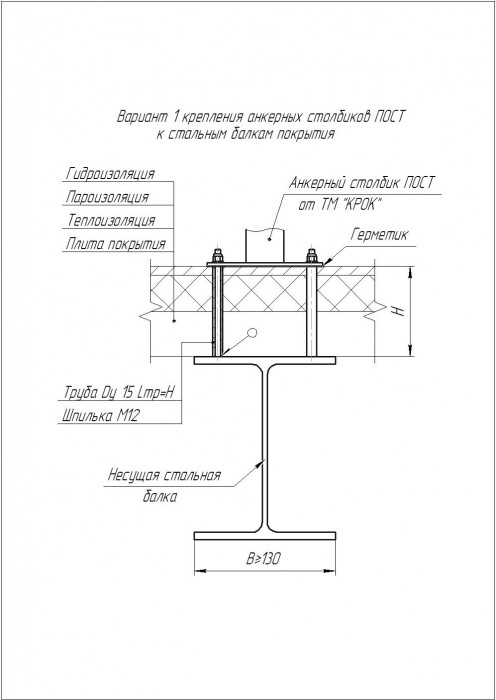 Вариант 1 крепления анкерных столбиков ПОСТ
к стальным балкам покрытия
Гидроизоляция
Пароизоляция
Теплоизоляция
Плита покрытия
Анкерный столбик ПОСТ
от ТМ "КРОК"
Герметик
H
Труба Dу 15 Lтр=H
Шпилька М12
Несущая стальная
балка
B≥130